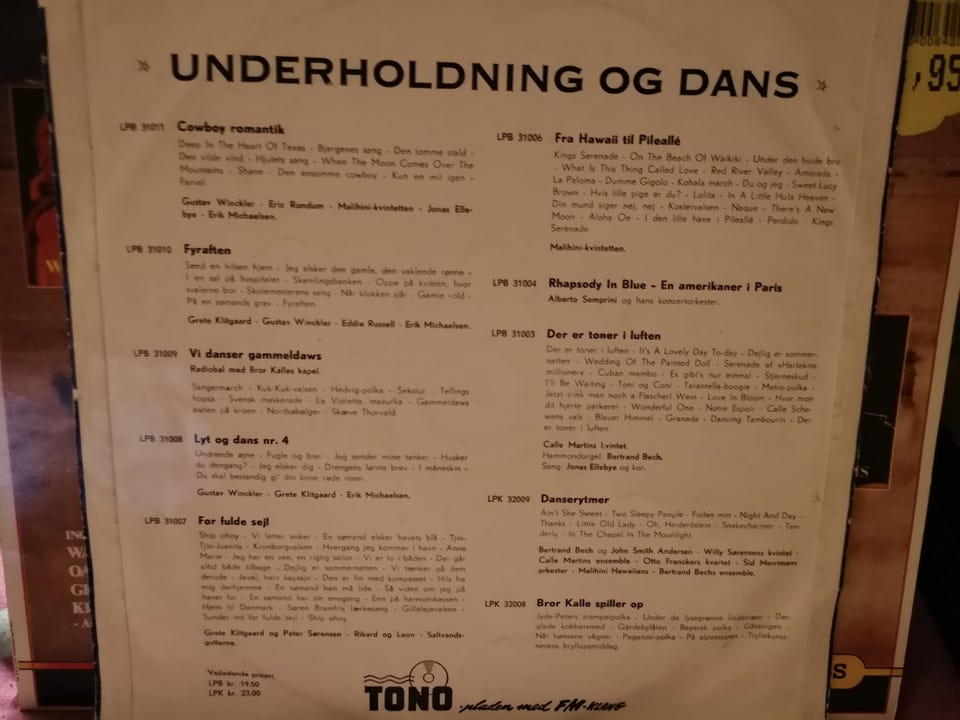 UNDERHOLDNING OG DANS
LPB 31011 Cowboy romantik
Deep In The Heart Of Texas - Bjergenes sang - Den tomme stald -
Den vilde vind - Hjulets sang - When The Moon Comes Over The
Mountains - Shane - Den ensomme cowboy - Kun en mil igen -
Farvel.
Gustav Winckler - Eric Rondum - Malihini-kvintetten - Jonas Elle-
bye - Erik Michaelsen.
LPB 31010 Fyraften
Send en hilsen hjem - Jeg elsker den gamle, den vaklende rønne -
I en sal på hospitalet - Skamlingsbanken - Oppe på kvisten, hvor
svalerne bor - Skolemesterens sang - Når klokken slår - Gamle vold -
På en sømands grav - Fyraften.
Grete Klitgaard - Gustav Winckler - Eddie Russell - Erik Michaelsen.
LPB 31009 Vi danser gammeldaws
Radiobal med Bror Kalles kapel.
Sangermarch - Kuk-Kuk-valsen - Hedvig-polka - Sekstur - Tellings
hopsa - Svensk maskerade - La Violetta, mazurka - Gammeldaws
awten på kroen - Nordsøbølger - Skæve Thorvald.
LPB 31008 Lyt og dans nr. 4
Undrende øjne - Fugle og bier - Jeg sender mine tanker - Husker
du dengang? - Jeg elsker dig - Drengens første brev - I måneskin -
Du skal bestandig gi' din kone røde roser.
Gustav Winckler - Grete Klitgaard - Erik Michaelsen.
LPB 31007 For fulde sejl
Ship ohoy - Vi letter anker - En sømand elsker havets blå - Tjin-
Tjin-Juanita - Kronborgvalsen - Hvergang jeg kommer i havn - Anne
Marie - Jeg har en ven, en rigtig sailor - Vi er to i båden - Der går
altid både tilbage - Dejlig er sommernatten - Vi tænker på dem
derude - Javel, herr kaptajn - Den er fin med kompasset - Hils fra
mig derhjemme - En sømand han må lide - Så viden om jeg på
havet for - En sømand har sin enegang - Een på harmonikassen -
Hjem til Danmark - Søren Bramfris lærkesang - Gillelejevalsen -
Sundet ind for fulde sejl - Ship ohoy.
Grete Klitgaard og Peter Sørensen - Rikard og Leon - Saltvands-
gutterne.
Vejledende priser:
LPB kr. 19.50
LPK kr. 23.00
LPB 31006 Fra Hawaii til Pileallé
Kings Serenade - On The Beach Of Waikiki - Under den hvide bro
- What Is This Thing Called Love - Red River Valley - Amorada -
La Paloma - Dumme Gigolo - Kohala march - Du og jeg - Sweet Lucy
Brown - Hvis lille pige er du? - Lolita - In A Little Hula Heaven -
Din mund siger nej, nej - Kostervalsen - Naque - There's A New
Moon - Aloha Oe - I den lille have i Pileallé - Perdido - Kings
Serenade
Malihini-kvintetten.
LPB 31004 Rhapsody In Blue - En amerikaner i Paris
Alberto Semprini og hans koncertorkester.
LPB 31003 Der er toner i luften
Der er toner i luften - It's A Lovely Day To-day - Dejlig er sommer-
natten - Wedding Of The Painted Doll - Serenade af »Harlekins
millioner« - Cuban mambo - Es gibt's nur einmal - Stjerneskud -
I'll Be Waiting - Toni og Coni - Tarantella-boogie - Metro-polka -
Jetzt trink man noch a Flascherl Wein - Love In Bloom - Hvor mon
dit hjerte parkerer - Wonderful One - Notre Espoir - Calle Sche-
wens vals - Blauer Himmel - Granada - Dancing Tambourin - Der
er toner i luften.
Calle Martins kvintet.
Hammondorgel: Bertrand Bech.
Sang: Jonas Ellebye og kor.
LPK 32009 Danserytmer
Ain't She Sweet - Two Sleepy People - Fiolen min - Night And Day -
Thanks - Little Old Lady - Oh, Heideröslein - Snakecharmer - Ten-
derly - In The Chapel In The Moonlight
Bertrand Bech og John Smith Andersen - Willy Sørensens kvintet -
Calle Martins ensemble - Otto Franckers kvartet - Sid Merrimans
orkester - Malihini Hawaiians - Bertrand Bechs ensemble.
LPK 32008 Bror Kalle spiller op
Jyde-Peters trompetpolka - Under de lysegrønne lindetræer - Den
glade kobbersmed - Gärdebylåten - Bayersk polka - Gåsepigen -
Når hønsene vågner - Paganini-polka - På alpetoppen - Tryllekuns-
nerens bryllupsmiddag.
TONO -pladen med FM-KLANG
,95